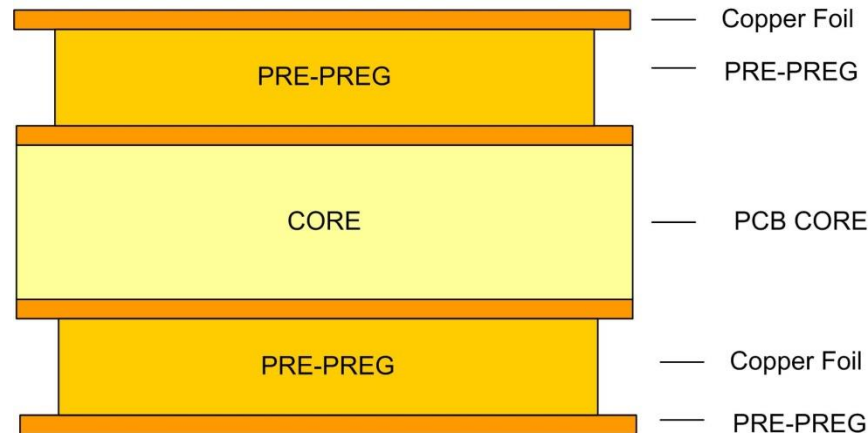 Copper Foil
PRE-PREG
PRE-PREG
CORE
PCB CORE
PRE-PREG
Copper Foil
PRE-PREG